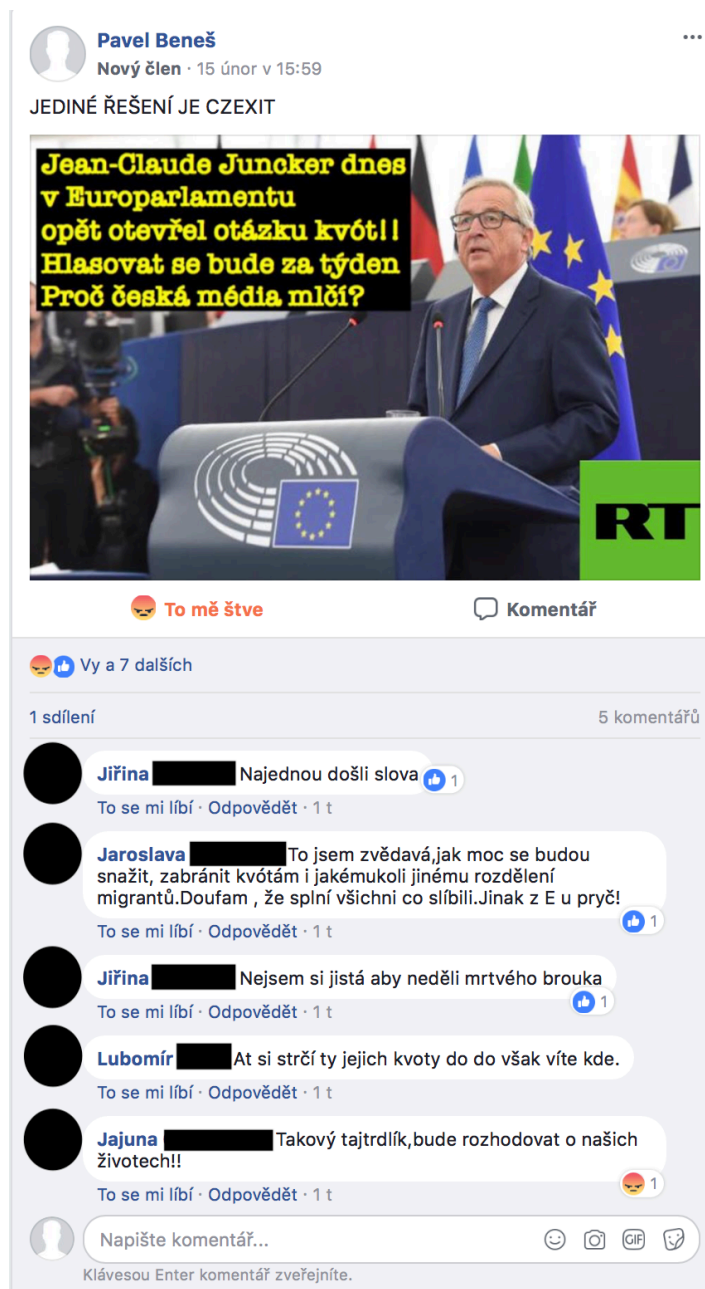 Pavel Beneš
Nový člen · 15 únor v 15:59
JEDINÉ ŘEŠENÍ JE CZEXIT
Jean-Claude Juncker dnes
v Europarlamentu
opět otevřel otázku kvót!!
Hlasovat se bude za týden
Proč česká média mlčí?
RT
To mě štve
Komentář
Vy a 7 dalších
1 sdílení
5 komentářů
Jiřina Najednou došli slova
1
To se mi líbí · Odpovědět · 1 t
Jaroslava To jsem zvědavá,jak moc se budou
snažit, zabránit kvótám i jakémukoli jinému rozdělení
migrantů.Doufam , že splní všichni co slíbili.Jinak z E u pryč!
1
To se mi líbí · Odpovědět · 1 t
Jiřina Nejsem si jistá aby neděli mrtvého brouka
1
To se mi líbí · Odpovědět · 1 t
Lubomír At si strčí ty jejich kvoty do do však víte kde.
To se mi líbí · Odpovědět · 1 t
Jajuna Takový tajtrdlík,bude rozhodovat o našich
životech!!
1
To se mi líbí · Odpovědět · 1 t
Napište komentář...
GIF
Klávesou Enter komentář zveřejníte.